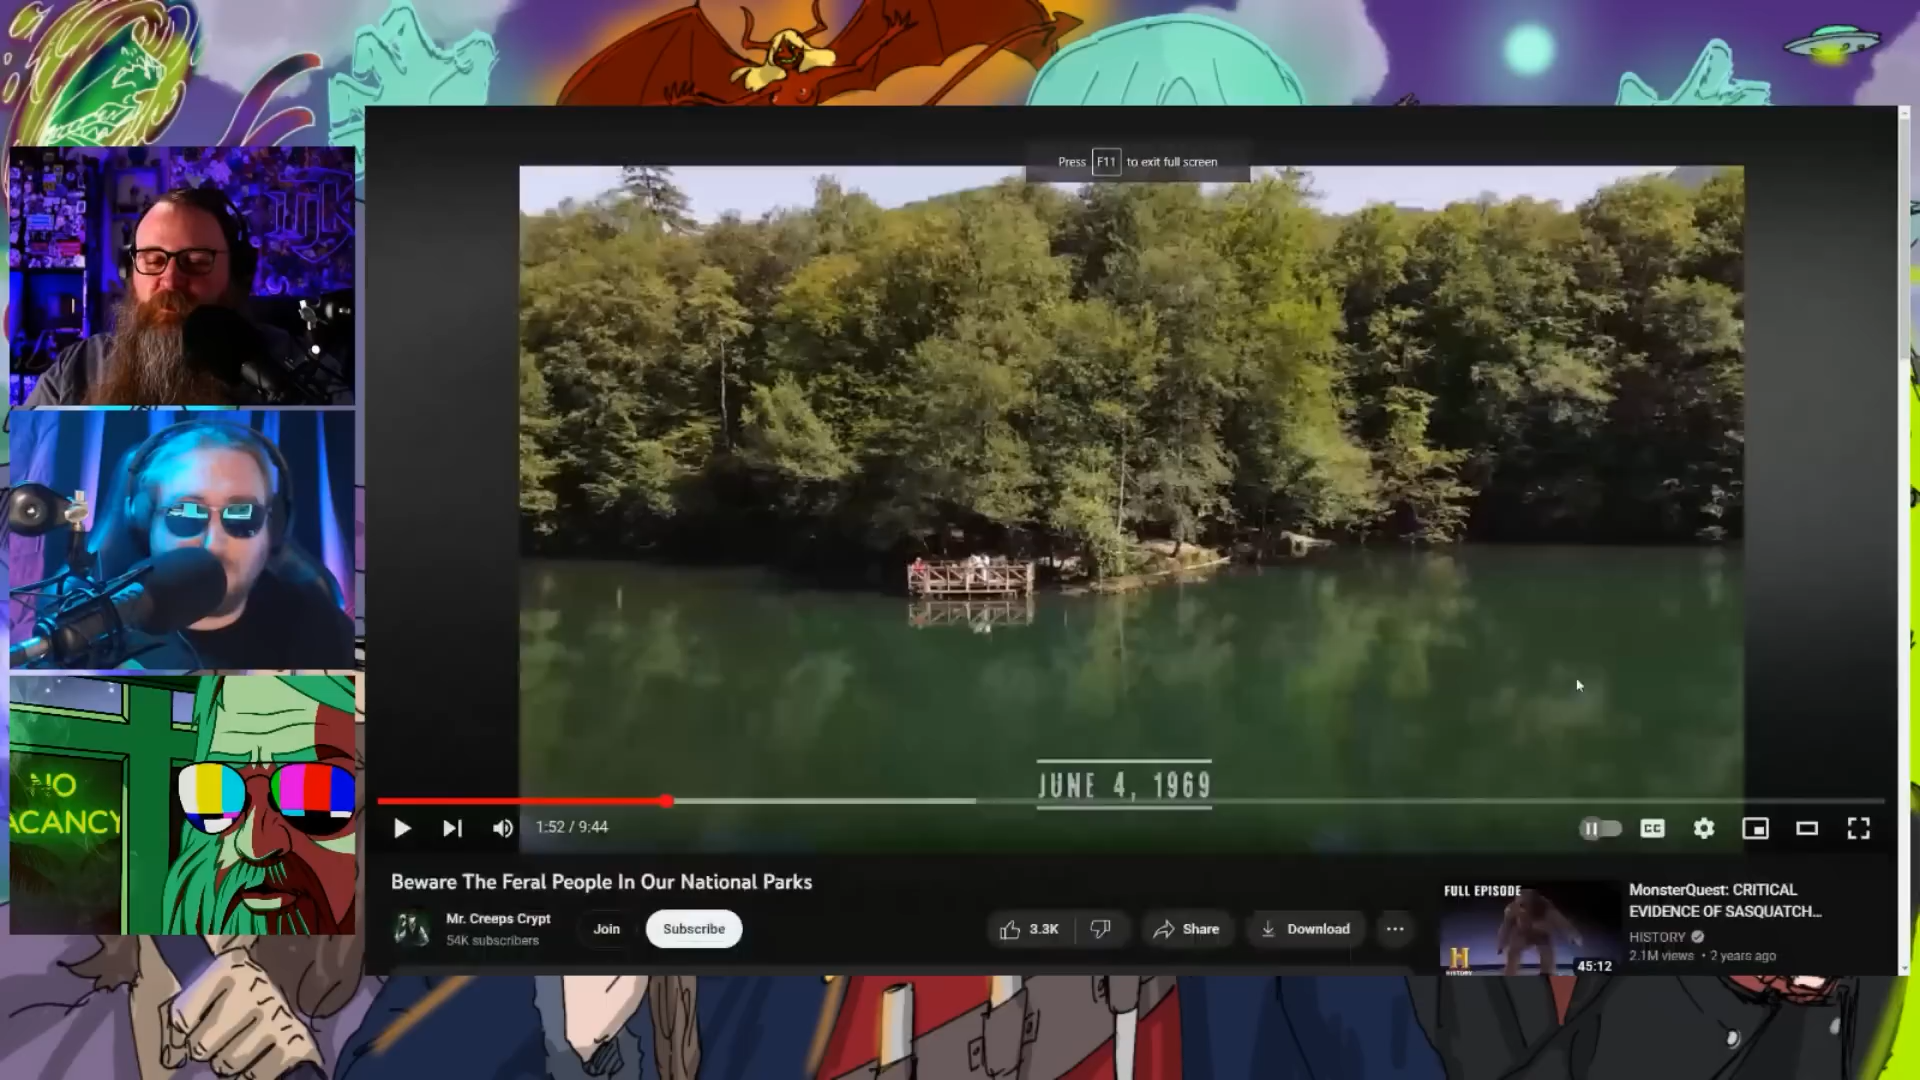 Press F11 to exit full screen
NO
ACANCY
JUNE 4, 1969
1:52 / 9:44
CC
Beware The Feral People In Our National Parks
Mr. Creeps Crypt
54K subscribers
Join
Subscribe
3.3K
Share
Download
FULL EPISODE
H
HISTORY
45:12
MonsterQuest: CRITICAL
EVIDENCE OF SASQUATCH...
HISTORY
2.1M views • 2 years ago